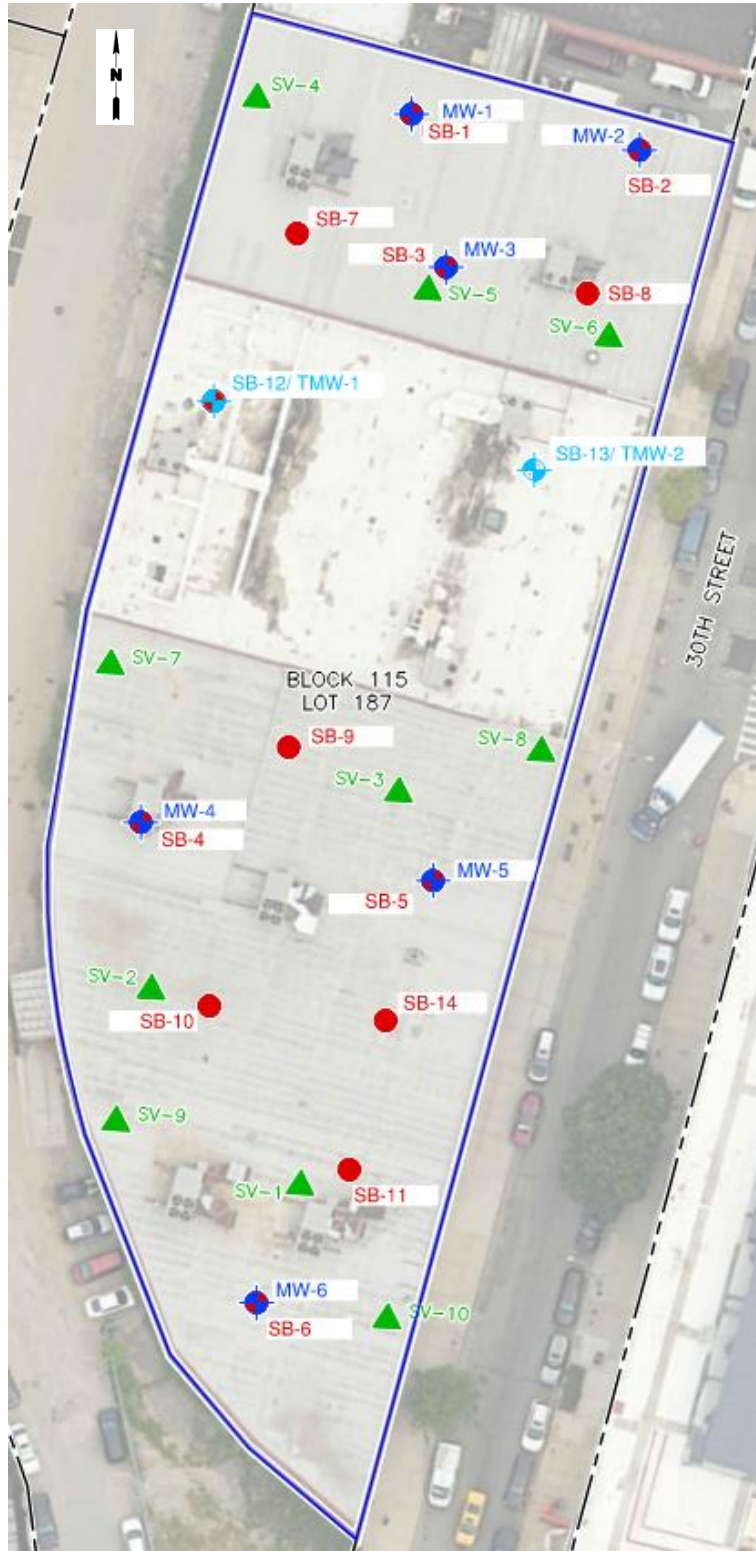 N
SV-4
MW-1
SB-1
MW-2
SB-2
SB-7
SB-3
MW-3
SV-5
SB-8
SV-6
SB-12/ TMW-1
SB-13/ TMW-2
30TH STREET
SV-7
BLOCK 115
LOT 187
SB-9
SV-8
SV-3
MW-4
SB-4
MW-5
SB-5
SV-2
SB-10
SB-14
SV-9
SV-1
SB-11
MW-6
SB-6
SV-10